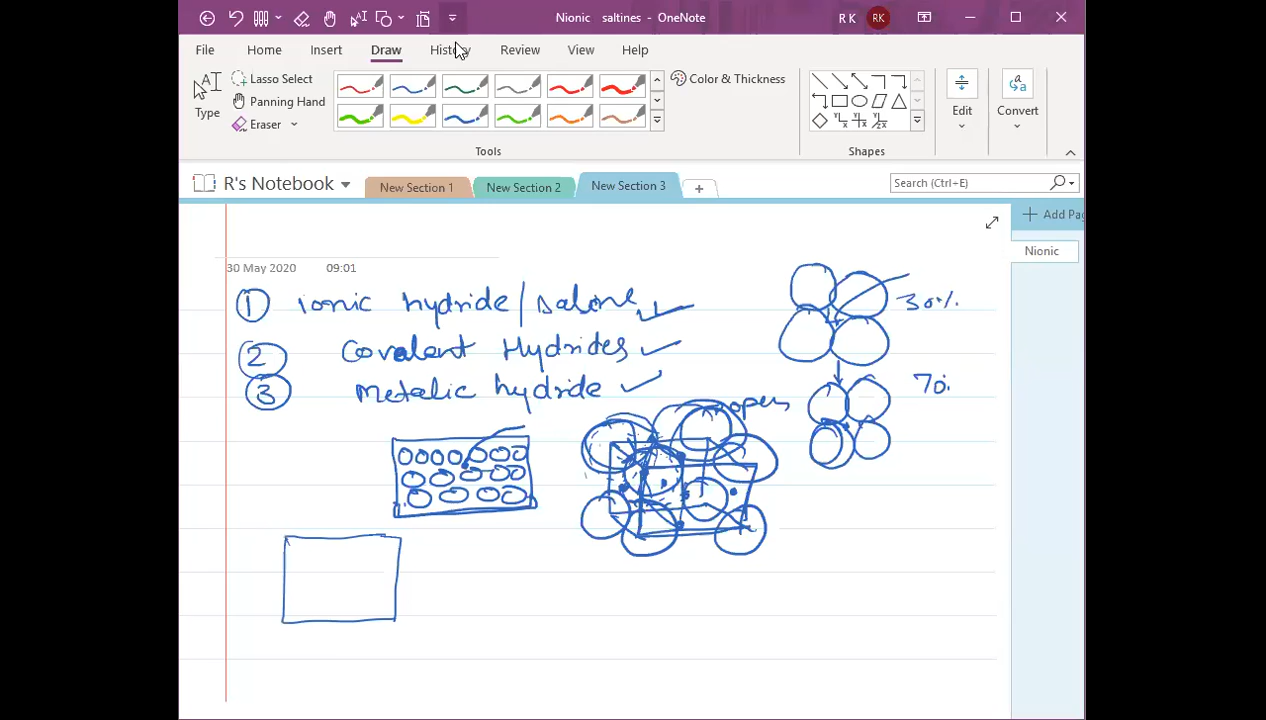 Nionic saltines - OneNote
R K
RK
File Home Insert Draw History Review View Help
Type
Lasso Select
Panning Hand
Eraser
Color & Thickness
Edit
Convert
Tools
Shapes
R's Notebook
New Section 1
New Section 2
New Section 3
Search (Ctrl+E)
Add Pag
Nionic
30 May 2020 09:01
1 ionic hydride/saline
2 Covalent Hydrides
3 metalic hydride
30%
70%